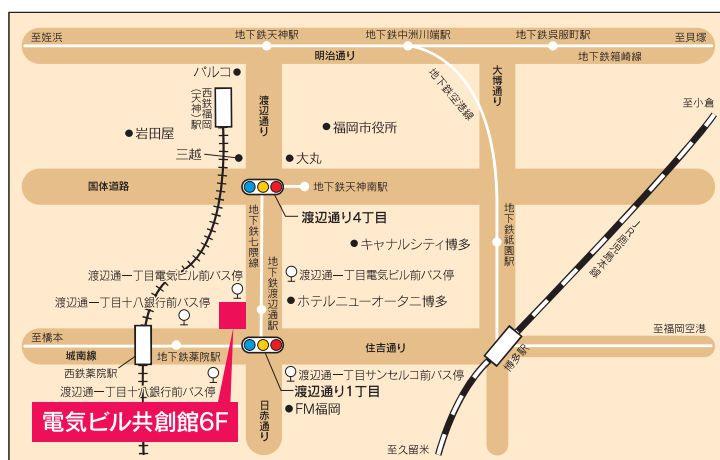 至姪浜
地下鉄天神駅
地下鉄中洲川端駅
地下鉄呉服町駅
至貝塚
明治通り
地下鉄箱崎線
パルコ
西鉄福岡
(天神)駅
渡辺通り
地下鉄空港線
大博通り
至小倉
岩田屋
福岡市役所
三越
大丸
国体道路
地下鉄天神南駅
渡辺通り4丁目
地下鉄七隈線
地下鉄祇園駅
JR鹿児島本線
キャナルシティ博多
渡辺通一丁目電気ビル前バス停
地下鉄渡辺通駅
渡辺通一丁目電気ビル前バス停
渡辺通一丁目十八銀行前バス停
ホテルニューオータニ博多
至橋本
至福岡空港
城南線
地下鉄薬院駅
住吉通り
博多駅
西鉄薬院駅
渡辺通一丁目サンセルコ前バス停
渡辺通一丁目十八銀行前バス停
渡辺通り1丁目
電気ビル共創館6F
日赤通り
FM福岡
至久留米